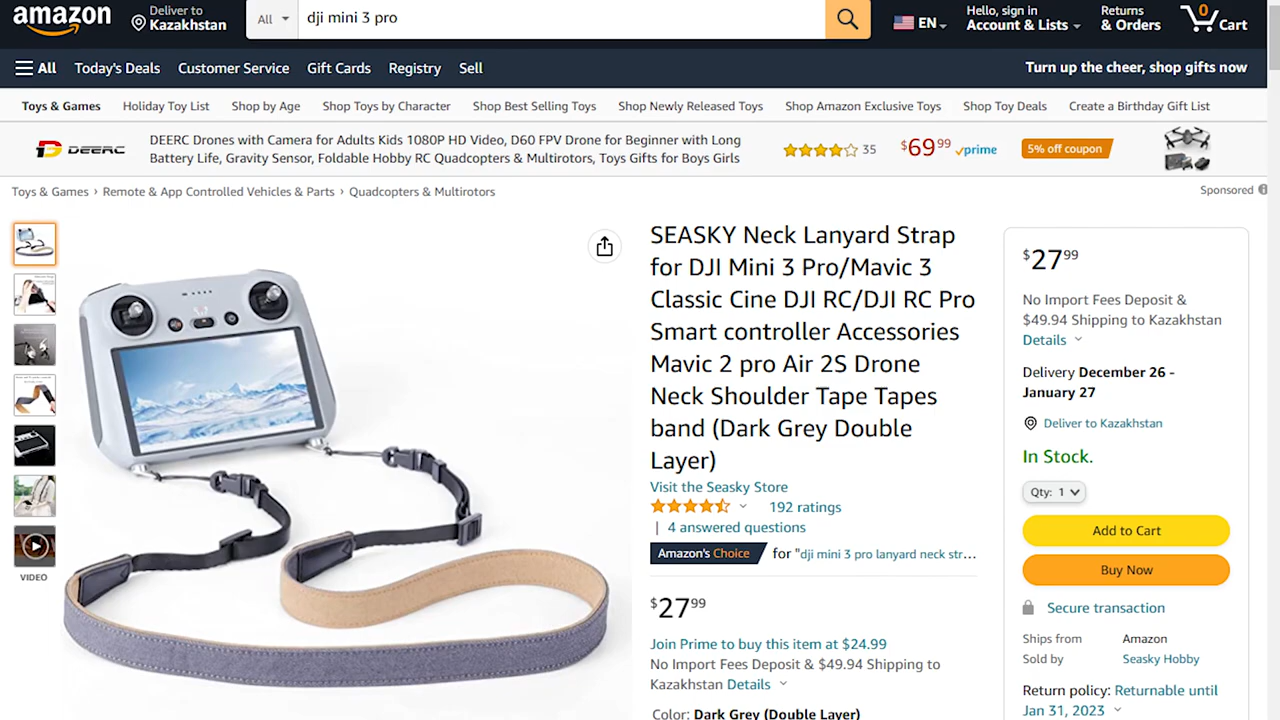 amazon
Deliver to
Kazakhstan
All
dji mini 3 pro
EN
Hello, sign in
Account & Lists
Returns
& Orders
0
Cart
All
Today's Deals
Customer Service
Gift Cards
Registry
Sell
Turn up the cheer, shop gifts now
Toys & Games
Holiday Toy List
Shop by Age
Shop Toys by Character
Shop Best Selling Toys
Shop Newly Released Toys
Shop Amazon Exclusive Toys
Shop Toy Deals
Create a Birthday Gift List
DEERC
DEERC Drones with Camera for Adults Kids 1080P HD Video, D60 FPV Drone for Beginner with Long
Battery Life, Gravity Sensor, Foldable Hobby RC Quadcopters & Multirotors, Toys Gifts for Boys Girls
35
$69.99 prime
5% off coupon
Toys & Games › Remote & App Controlled Vehicles & Parts › Quadcopters & Multirotors
Sponsored
VIDEO
SEASKY Neck Lanyard Strap
for DJI Mini 3 Pro/Mavic 3
Classic Cine DJI RC/DJI RC Pro
Smart controller Accessories
Mavic 2 pro Air 2S Drone
Neck Shoulder Tape Tapes
band (Dark Grey Double
Layer)
Visit the Seasky Store
192 ratings
| 4 answered questions
Amazon's Choice for "dji mini 3 pro lanyard neck str...
$27.99
Join Prime to buy this item at $24.99
No Import Fees Deposit & $49.94 Shipping to
Kazakhstan Details
Color: Dark Grey (Double Layer)
$27.99
No Import Fees Deposit &
$49.94 Shipping to Kazakhstan
Details
Delivery December 26 -
January 27
Deliver to Kazakhstan
In Stock.
Qty: 1
Add to Cart
Buy Now
Secure transaction
Ships from Amazon
Sold by Seasky Hobby
Return policy: Returnable until
Jan 31, 2023